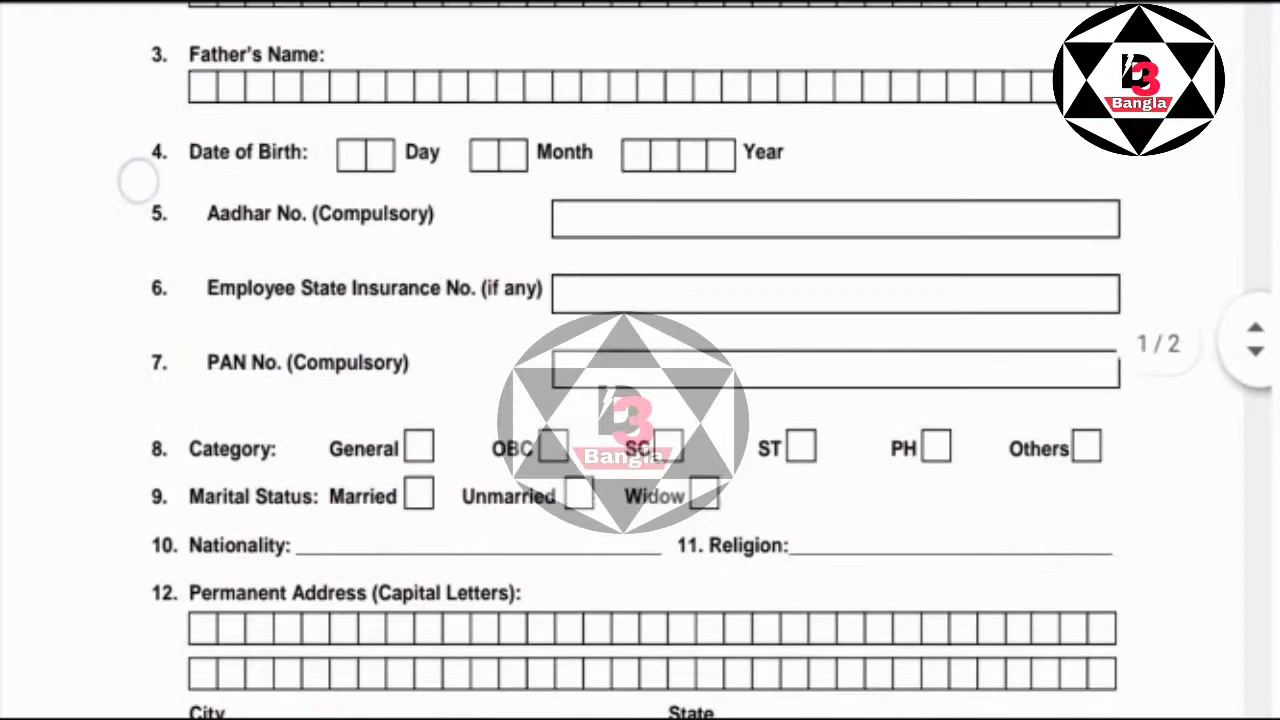 3. Father's Name:
D3
Bangla
4. Date of Birth: Day Month Year
5. Aadhar No. (Compulsory)
6. Employee State Insurance No. (if any)
7. PAN No. (Compulsory)
1 / 2
8. Category: General OBC SC ST PH Others
D3
Bangla
9. Marital Status: Married Unmarried Widow
10. Nationality: 11. Religion:
12. Permanent Address (Capital Letters):
City State